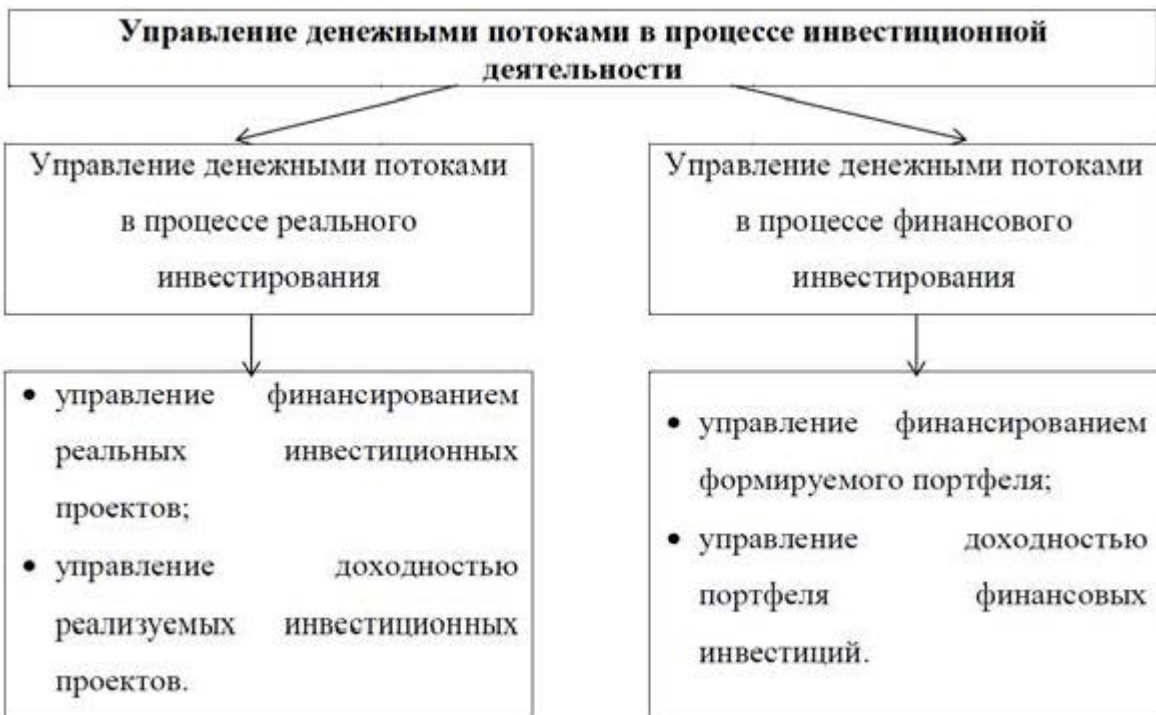 Управление денежными потоками в процессе инвестиционной
деятельности
Управление денежными потоками
в процессе реального
инвестирования
Управление денежными потоками
в процессе финансового
инвестирования
• управление финансированием
реальных инвестиционных
проектов;
• управление доходностью
реализуемых инвестиционных
проектов.
• управление финансированием
формируемого портфеля;
• управление доходностью
портфеля финансовых
инвестиций.